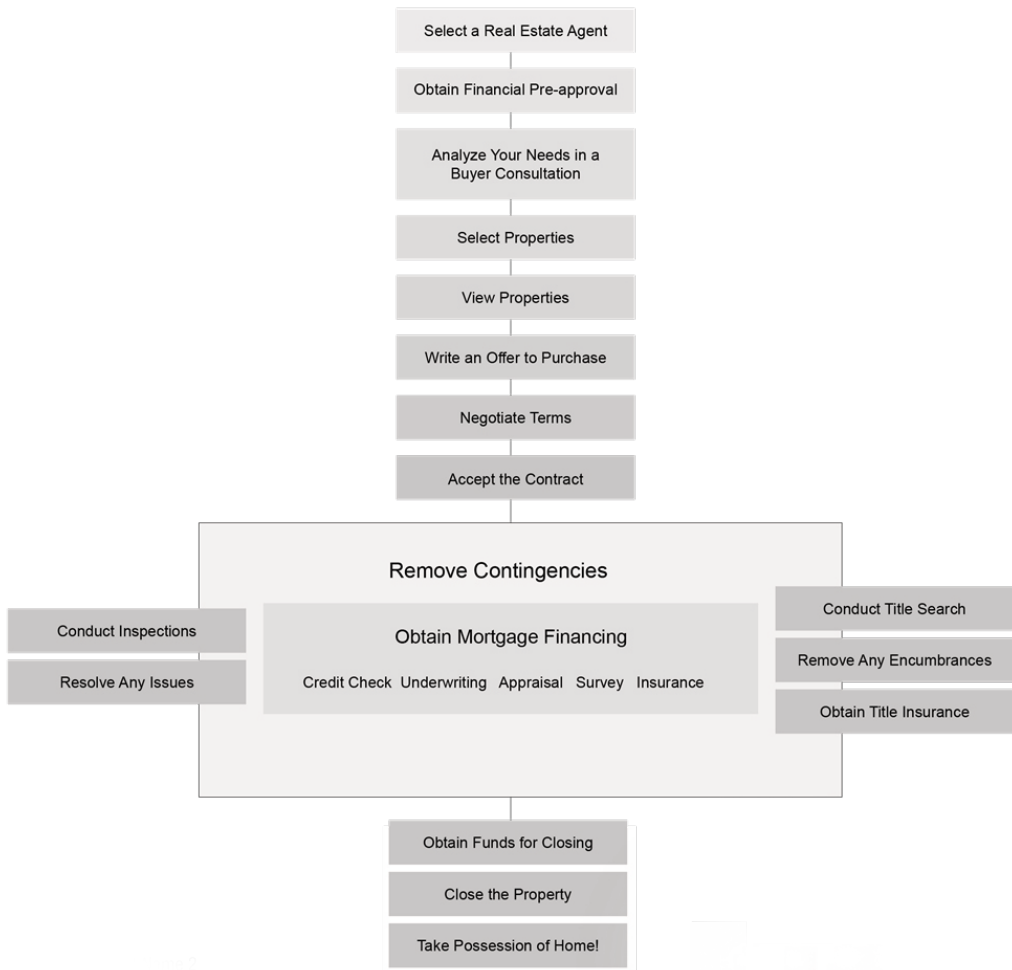 Select a Real Estate Agent
Obtain Financial Pre-approval
Analyze Your Needs in a
Buyer Consultation
Select Properties
View Properties
Write an Offer to Purchase
Negotiate Terms
Accept the Contract
Remove Contingencies
Conduct Inspections
Resolve Any Issues
Obtain Mortgage Financing
Credit Check Underwriting Appraisal Survey Insurance
Conduct Title Search
Remove Any Encumbrances
Obtain Title Insurance
Obtain Funds for Closing
Close the Property
Take Possession of Home!